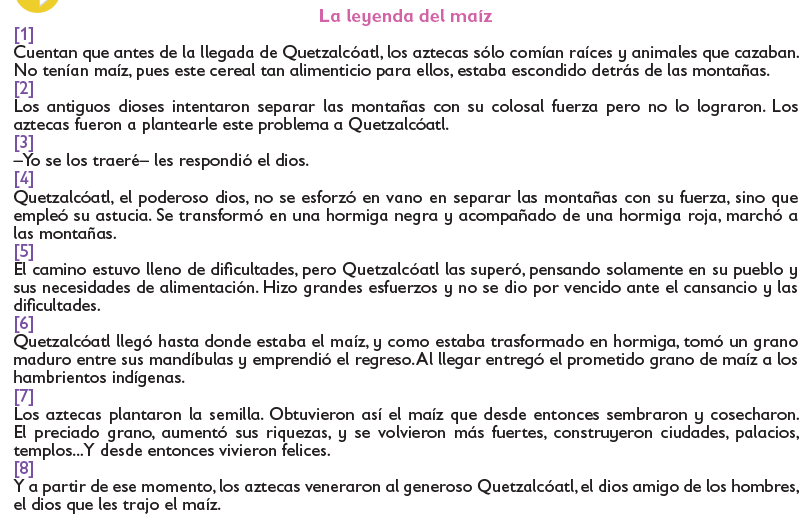 La leyenda del maíz
[1]
Cuentan que antes de la llegada de Quetzalcóatl, los aztecas sólo comían raíces y animales que cazaban.
No tenían maíz, pues este cereal tan alimenticio para ellos, estaba escondido detrás de las montañas.
[2]
Los antiguos dioses intentaron separar las montañas con su colosal fuerza pero no lo lograron. Los
aztecas fueron a plantearle este problema a Quetzalcóatl.
[3]
–Yo se los traeré– les respondió el dios.
[4]
Quetzalcóatl, el poderoso dios, no se esforzó en vano en separar las montañas con su fuerza, sino que
empleó su astucia. Se transformó en una hormiga negra y acompañado de una hormiga roja, marchó a
las montañas.
[5]
El camino estuvo lleno de dificultades, pero Quetzalcóatl las superó, pensando solamente en su pueblo y
sus necesidades de alimentación. Hizo grandes esfuerzos y no se dio por vencido ante el cansancio y las
dificultades.
[6]
Quetzalcóatl llegó hasta donde estaba el maíz, y como estaba trasformado en hormiga, tomó un grano
maduro entre sus mandíbulas y emprendió el regreso. Al llegar entregó el prometido grano de maíz a los
hambrientos indígenas.
[7]
Los aztecas plantaron la semilla. Obtuvieron así el maíz que desde entonces sembraron y cosecharon.
El preciado grano, aumentó sus riquezas, y se volvieron más fuertes, construyeron ciudades, palacios,
templos...Y desde entonces vivieron felices.
[8]
Y a partir de ese momento, los aztecas veneraron al generoso Quetzalcóatl, el dios amigo de los hombres,
el dios que les trajo el maíz.